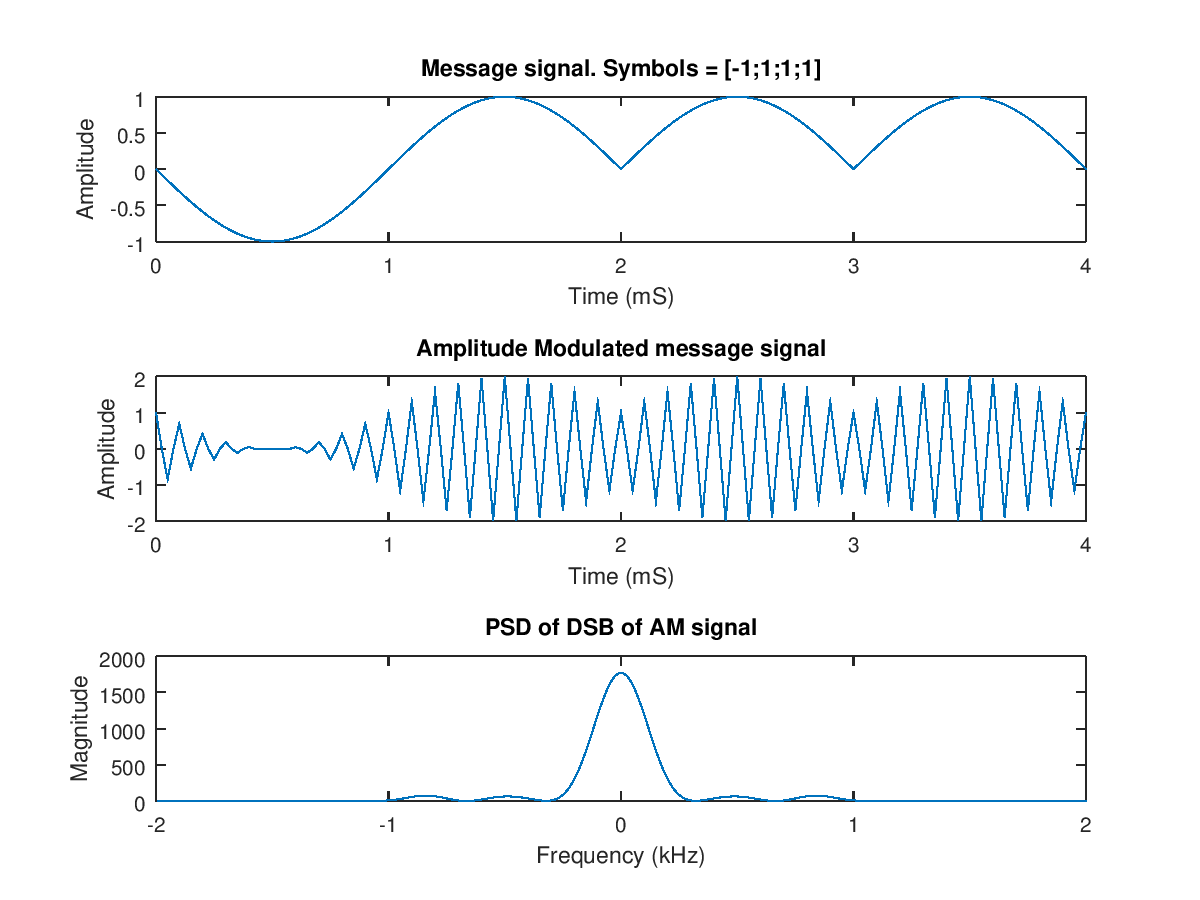 Message signal. Symbols = [-1;1;1;1]
1
0.5
0
-0.5
-1
Amplitude
0 1 2 3 4
Time (mS)
Amplitude Modulated message signal
2
1
0
-1
-2
Amplitude
0 1 2 3 4
Time (mS)
PSD of DSB of AM signal
2000
1500
1000
500
0
Magnitude
-2 -1 0 1 2
Frequency (kHz)